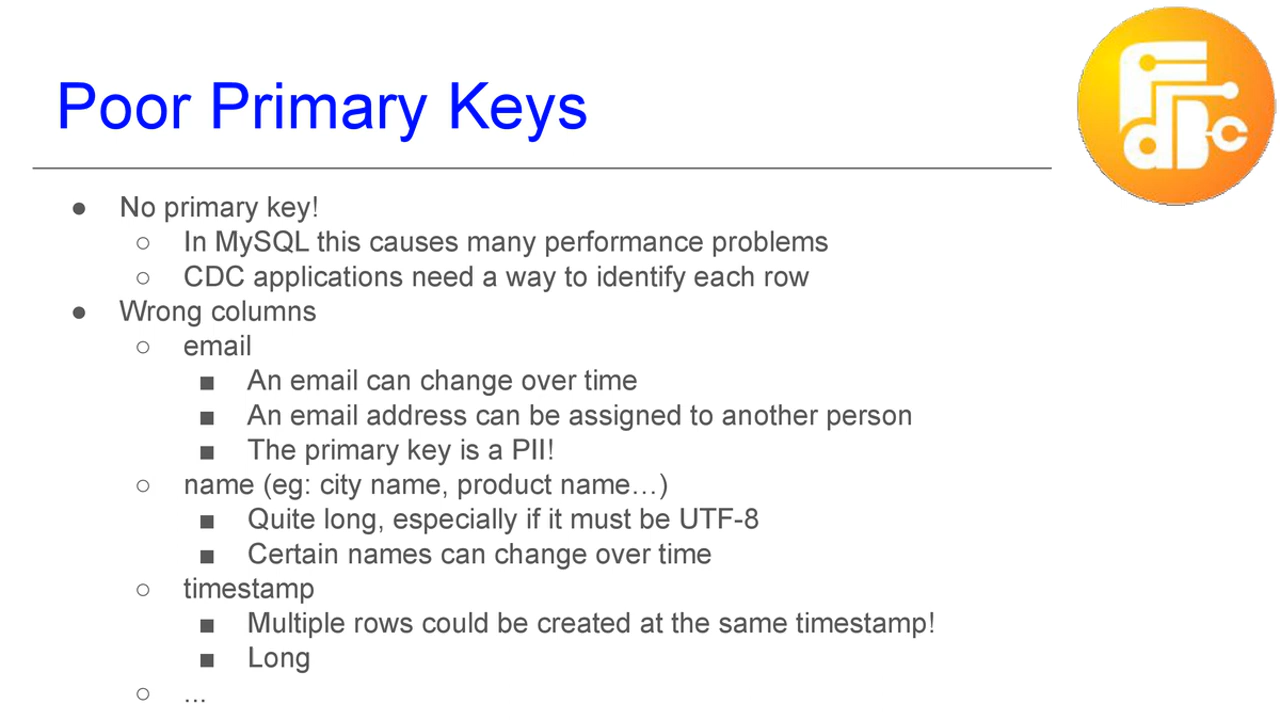 Poor Primary Keys
● No primary key!
○ In MySQL this causes many performance problems
○ CDC applications need a way to identify each row
● Wrong columns
○ email
■ An email can change over time
■ An email address can be assigned to another person
■ The primary key is a PII!
○ name (eg: city name, product name…)
■ Quite long, especially if it must be UTF-8
■ Certain names can change over time
○ timestamp
■ Multiple rows could be created at the same timestamp!
■ Long
○ ...